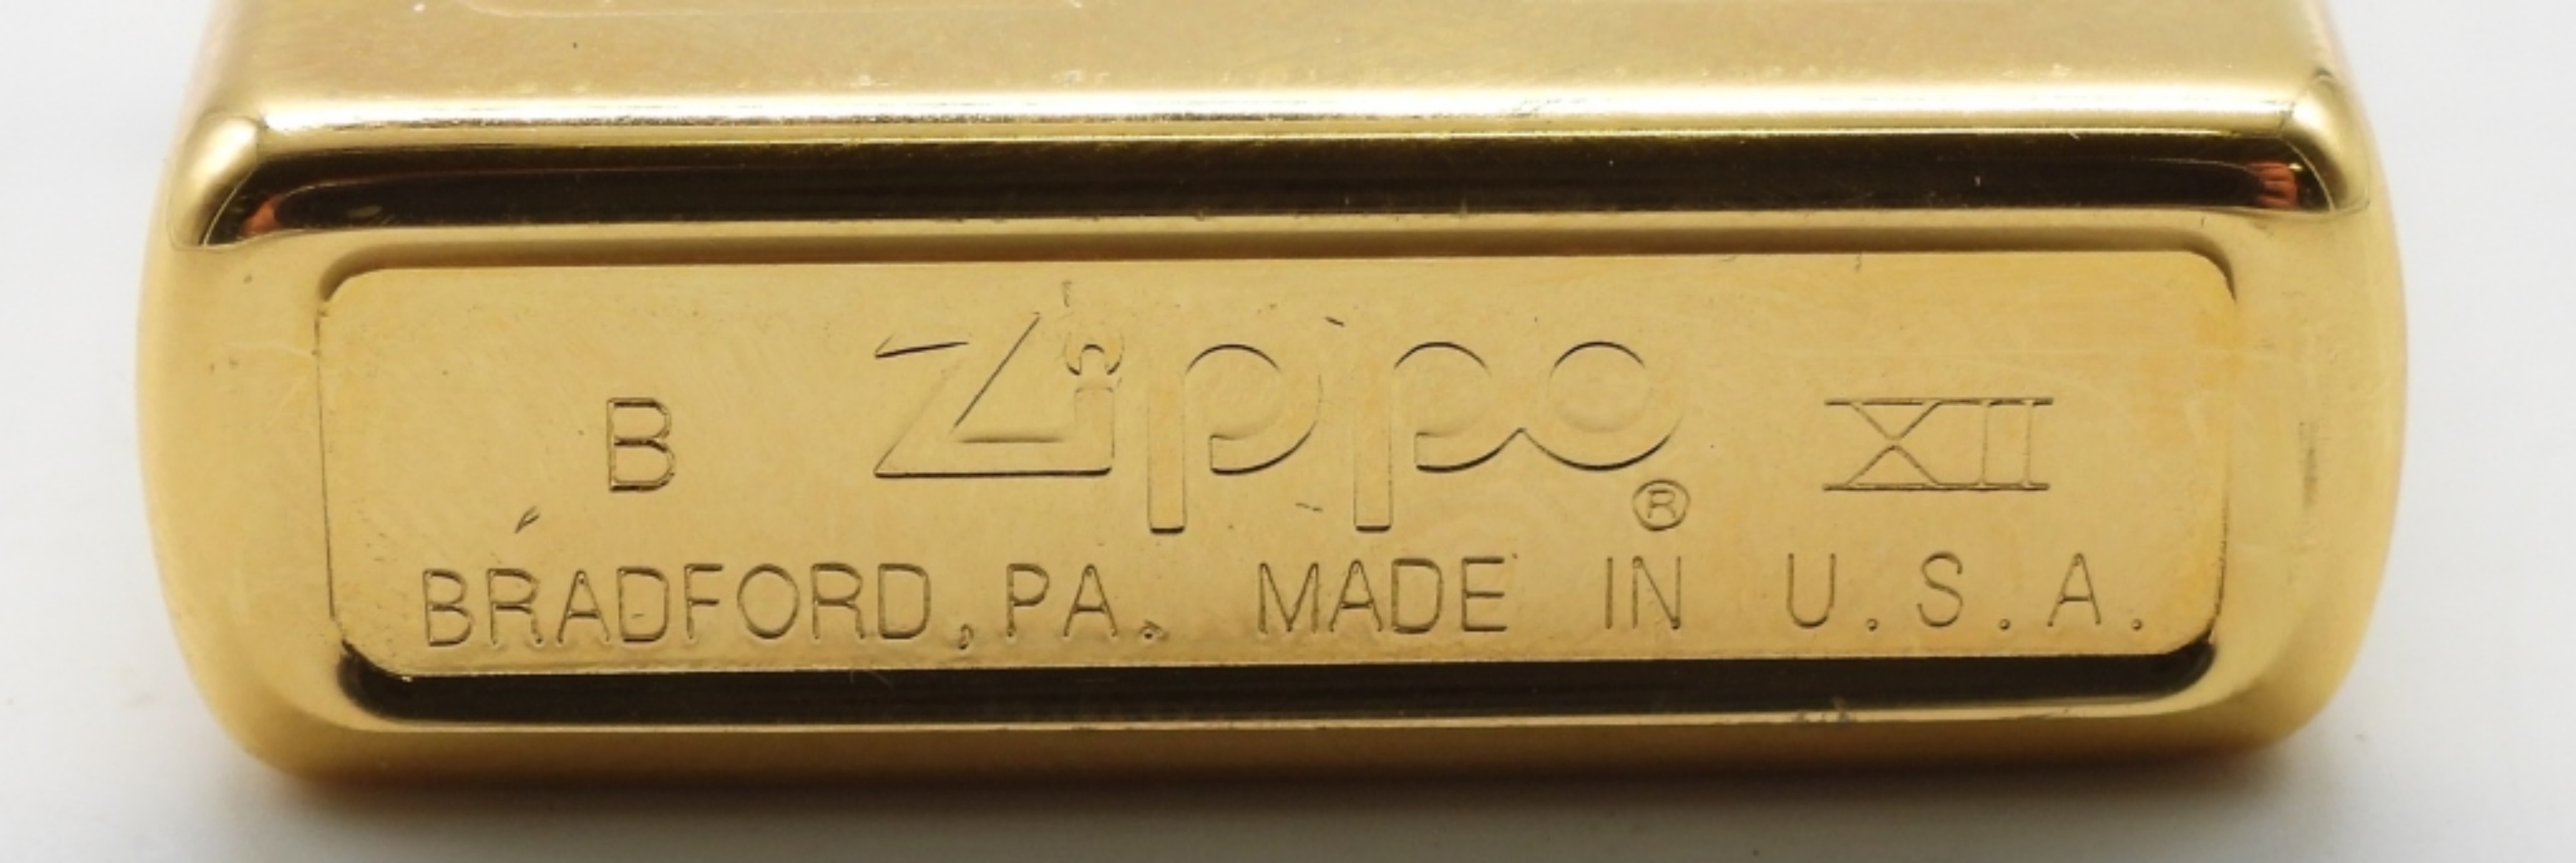 B Zippo® XII
BRADFORD, PA. MADE IN U.S.A.